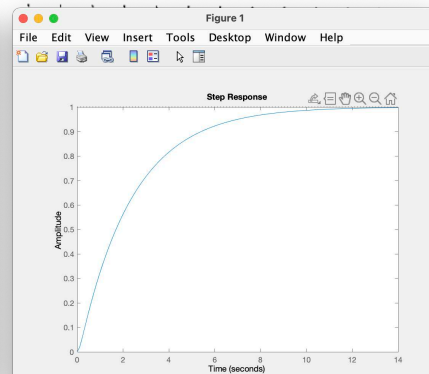 Figure 1
File Edit View Insert Tools Desktop Window Help
Step Response
1
0.9
0.8
0.7
0.6
0.5
0.4
0.3
0.2
0.1
0
Amplitude
0 2 4 6 8 10 12 14
Time (seconds)